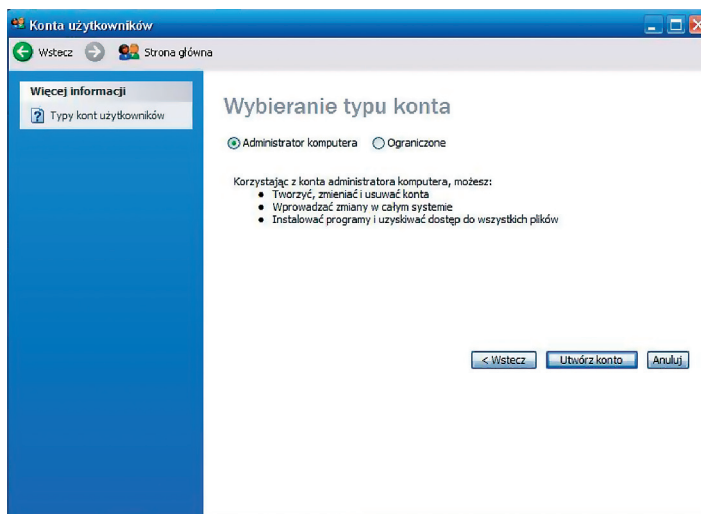 Konta użytkowników
Wstecz Strona główna
Więcej informacji
Typy kont użytkowników
Wybieranie typu konta
Administrator komputera Ograniczone
Korzystając z konta administratora komputera, możesz:
• Tworzyć, zmieniać i usuwać konta
• Wprowadzać zmiany w całym systemie
• Instalować programy i uzyskiwać dostęp do wszystkich plików
< Wstecz Utwórz konto Anuluj